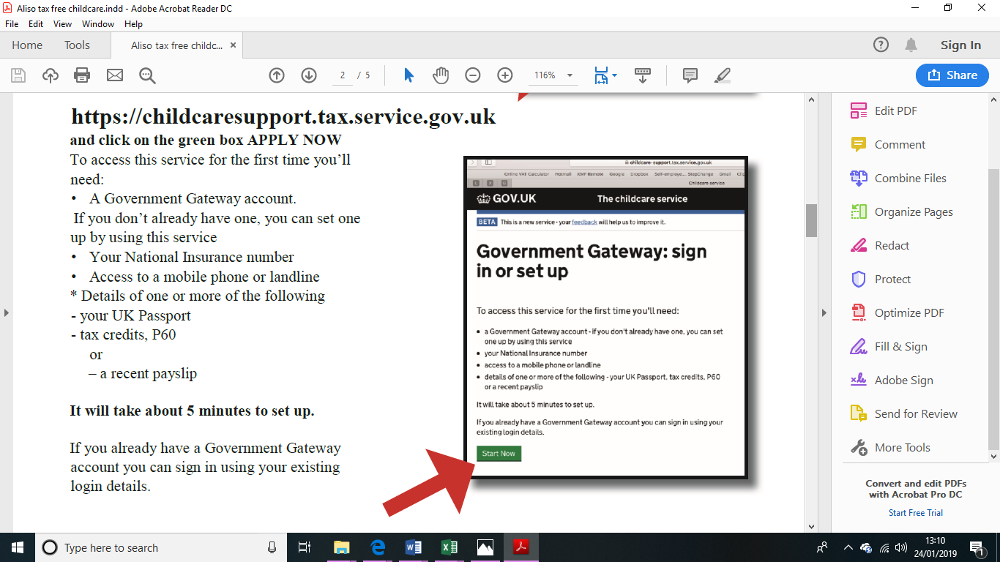 Aliso tax free childcare.indd - Adobe Acrobat Reader DC
File Edit View Window Help
Home Tools Aliso tax free childc... × Sign In
2 / 5 116% Share
https://childcaresupport.tax.service.gov.uk
and click on the green box APPLY NOW
To access this service for the first time you’ll
need:
• A Government Gateway account.
If you don’t already have one, you can set one
up by using this service
• Your National Insurance number
• Access to a mobile phone or landline
* Details of one or more of the following
- your UK Passport
- tax credits, P60
or
– a recent payslip
It will take about 5 minutes to set up.
If you already have a Government Gateway
account you can sign in using your existing
login details.
childcare-support.tax.service.gov.uk
Online VAT Calculator Hotmail XMF Remote Google Dropbox Self-employe... StepChange Gmail Clip
L X G Childcare service
GOV.UK The childcare service
BETA This is a new service - your feedback will help us to improve it.
Government Gateway: sign
in or set up
To access this service for the first time you'll need:
• a Government Gateway account - if you don't already have one, you can set
one up by using this service
• your National Insurance number
• access to a mobile phone or landline
• details of one or more of the following - your UK Passport, tax credits, P60
or a recent payslip
It will take about 5 minutes to set up.
If you already have a Government Gateway account you can sign in using your
existing login details.
Start Now
Edit PDF
Comment
Combine Files
Organize Pages
Redact
Protect
Optimize PDF
Fill & Sign
Adobe Sign
Send for Review
More Tools
Convert and edit PDFs
with Acrobat Pro DC
Start Free Trial
Type here to search
13:10
24/01/2019
1